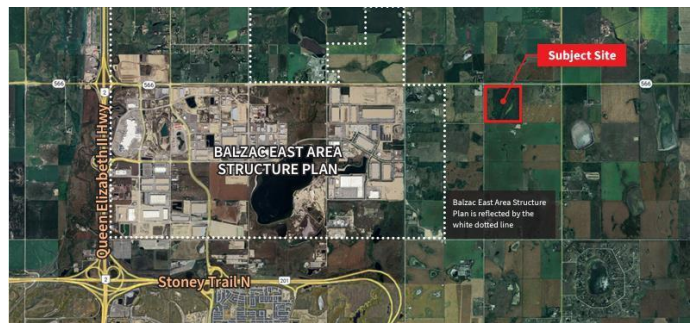 Subject Site
566
566
566
2
Queen Elizabeth II Hwy
BALZAC EAST AREA
STRUCTURE PLAN
Balzac East Area Structure
Plan is reflected by the
white dotted line
2
Stoney Trail N
201